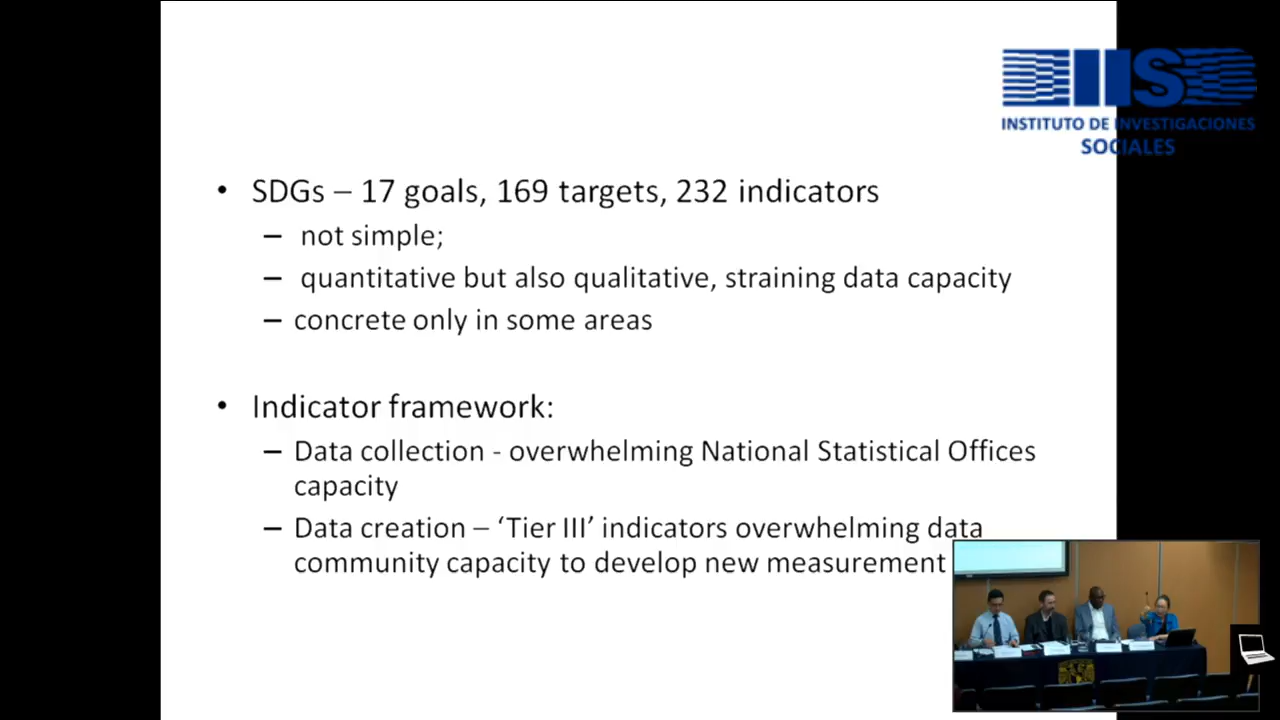 IIS
INSTITUTO DE INVESTIGACIONES
SOCIALES
• SDGs – 17 goals, 169 targets, 232 indicators
– not simple;
– quantitative but also qualitative, straining data capacity
– concrete only in some areas
• Indicator framework:
– Data collection - overwhelming National Statistical Offices
capacity
– Data creation – ‘Tier III’ indicators overwhelming data
community capacity to develop new measurement